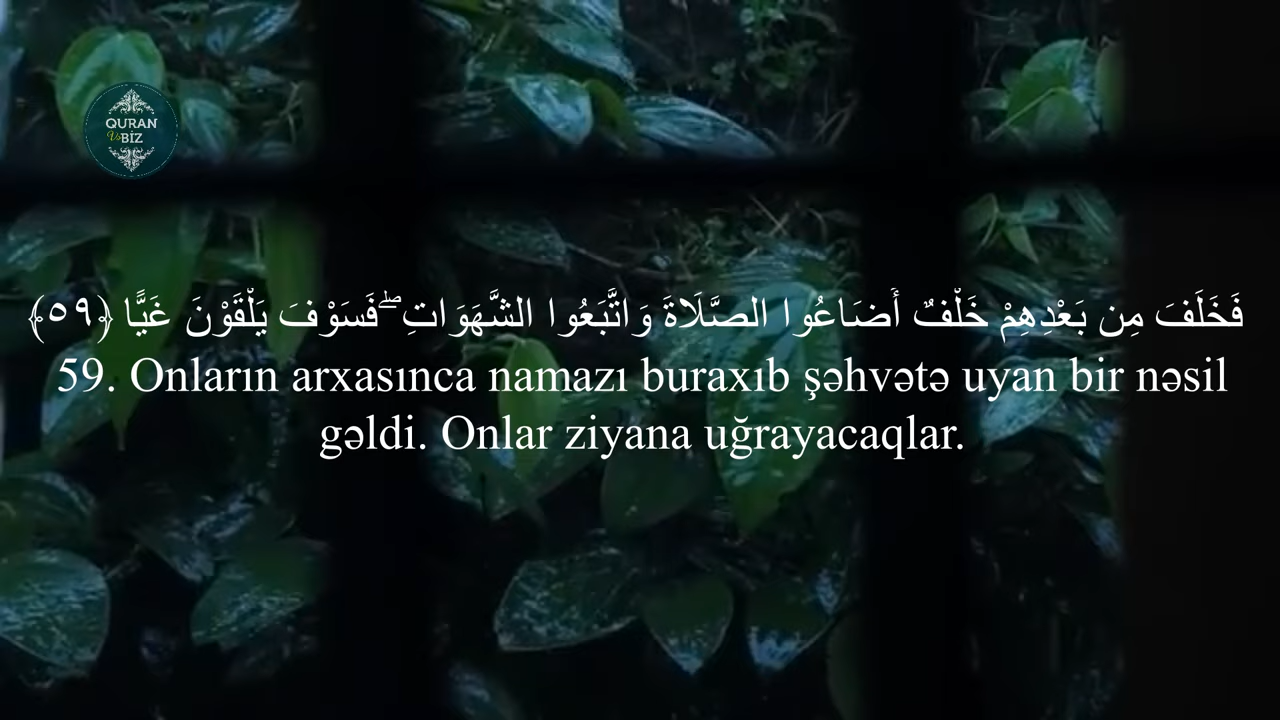 QURAN
Və BİZ
فَخَلَفَ مِن بَعْدِهِمْ خَلْفٌ أَضَاعُوا الصَّلَاةَ وَاتَّبَعُوا الشَّهَوَاتِ ۖ فَسَوْفَ يَلْقَوْنَ غَيًّا ﴿٥٩﴾
59. Onların arxasınca namazı buraxıb şəhvətə uyan bir nəsil
gəldi. Onlar ziyana uğrayacaqlar.